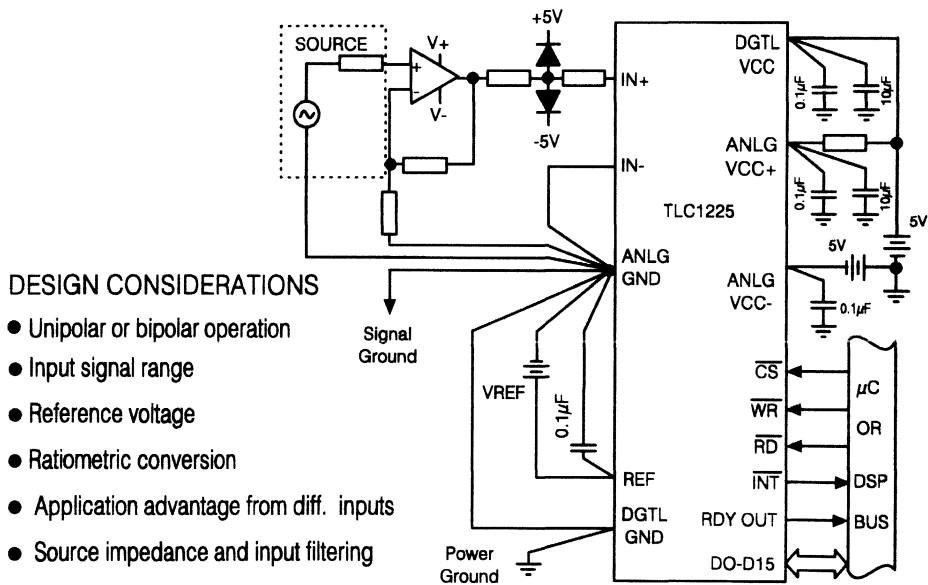 +5V
SOURCE
V+
+
-
V-
-5V
IN+
IN-
DGTL
VCC
0.1µF
10µF
ANLG
VCC+
0.1µF
10µF
TLC1225
5V
5V
ANLG
GND
ANLG
VCC-
0.1µF
DESIGN CONSIDERATIONS
● Unipolar or bipolar operation
● Input signal range
● Reference voltage
● Ratiometric conversion
● Application advantage from diff. inputs
● Source impedance and input filtering
Signal
Ground
VREF
0.1µF
REF
DGTL
GND
Power
Ground
CS
WR
RD
INT
RDY OUT
DO-D15
µC
OR
DSP
BUS